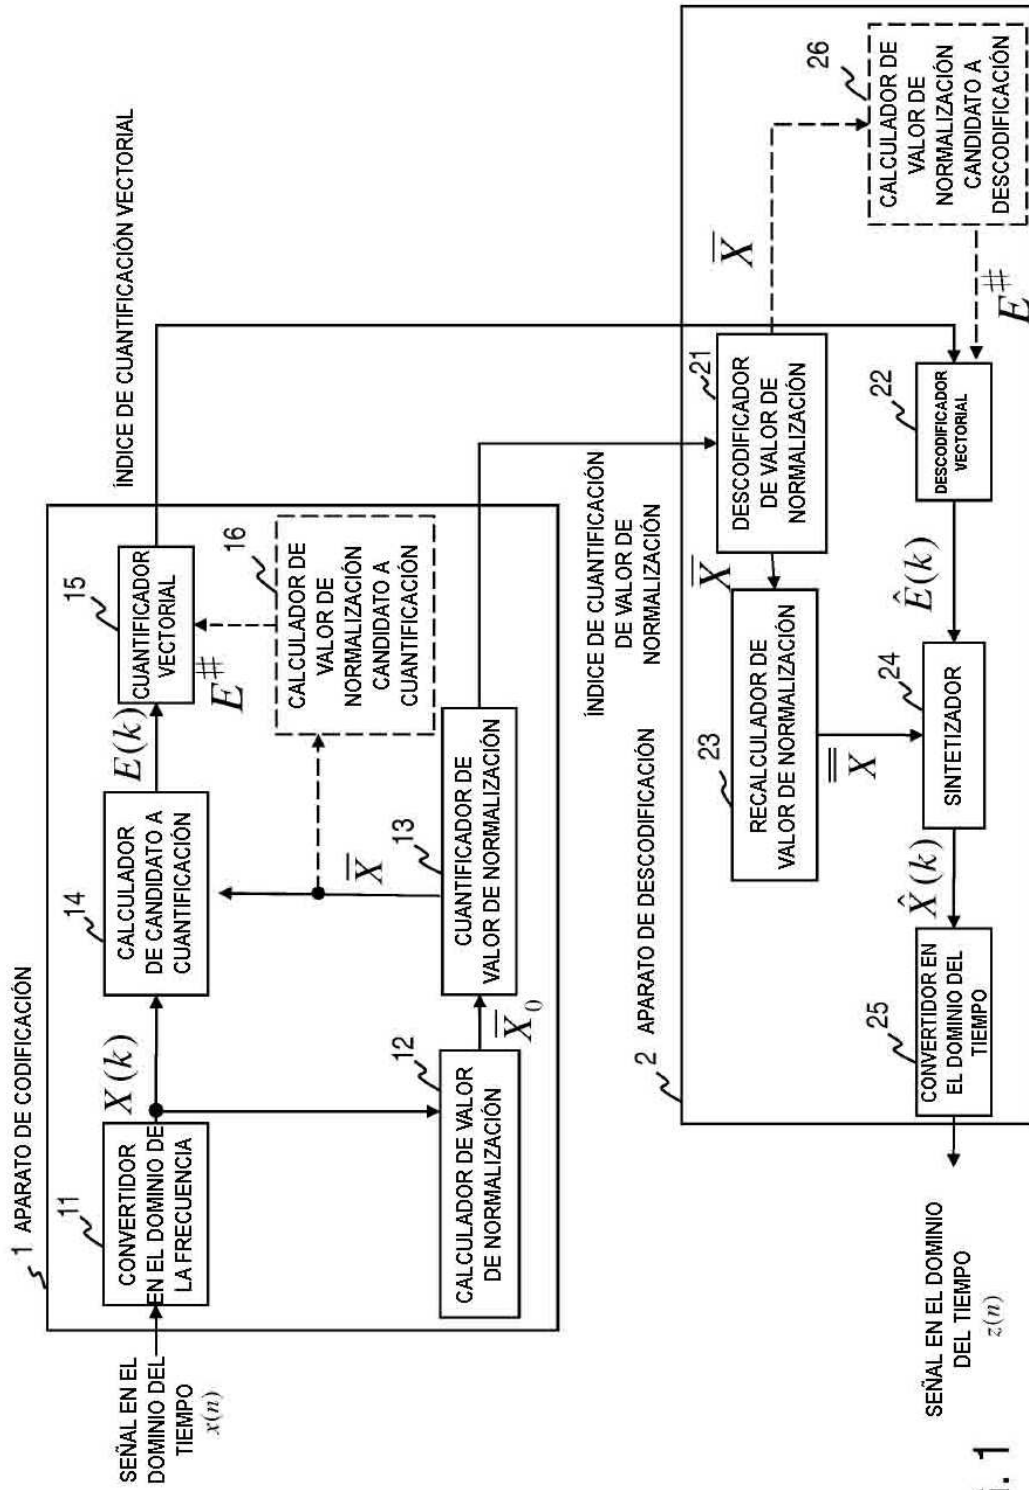 1 APARATO DE CODIFICACIÓN
SEÑAL EN EL
DOMINIO DEL
TIEMPO
x(n)
11
CONVERTIDOR
EN EL DOMINIO DE
LA FRECUENCIA
X(k)
14
CALCULADOR
DE CANDIDATO A
CUANTIFICACIÓN
E(k)
15
CUANTIFICADOR
VECTORIAL
E^#
ÍNDICE DE CUANTIFICACIÓN VECTORIAL
12
CALCULADOR DE VALOR
DE NORMALIZACIÓN
X̅₀
13
CUANTIFICADOR DE
VALOR DE NORMALIZACIÓN
X̅
16
CALCULADOR DE
VALOR DE
NORMALIZACIÓN
CANDIDATO A
CUANTIFICACIÓN
ÍNDICE DE CUANTIFICACIÓN
DE VALOR DE
NORMALIZACIÓN
2 APARATO DE DESCODIFICACIÓN
21
DESCODIFICADOR
DE VALOR DE
NORMALIZACIÓN
X̅
X̅
26
CALCULADOR DE
VALOR DE
NORMALIZACIÓN
CANDIDATO A
DESCODIFICACIÓN
E^#
23
RECALCULADOR DE
VALOR DE NORMALIZACIÓN
X̿
22
DESCODIFICADOR
VECTORIAL
Ê(k)
24
SINTETIZADOR
X̂(k)
25
CONVERTIDOR EN
EL DOMINIO DEL
TIEMPO
SEÑAL EN EL DOMINIO
DEL TIEMPO
z(n)
. 1